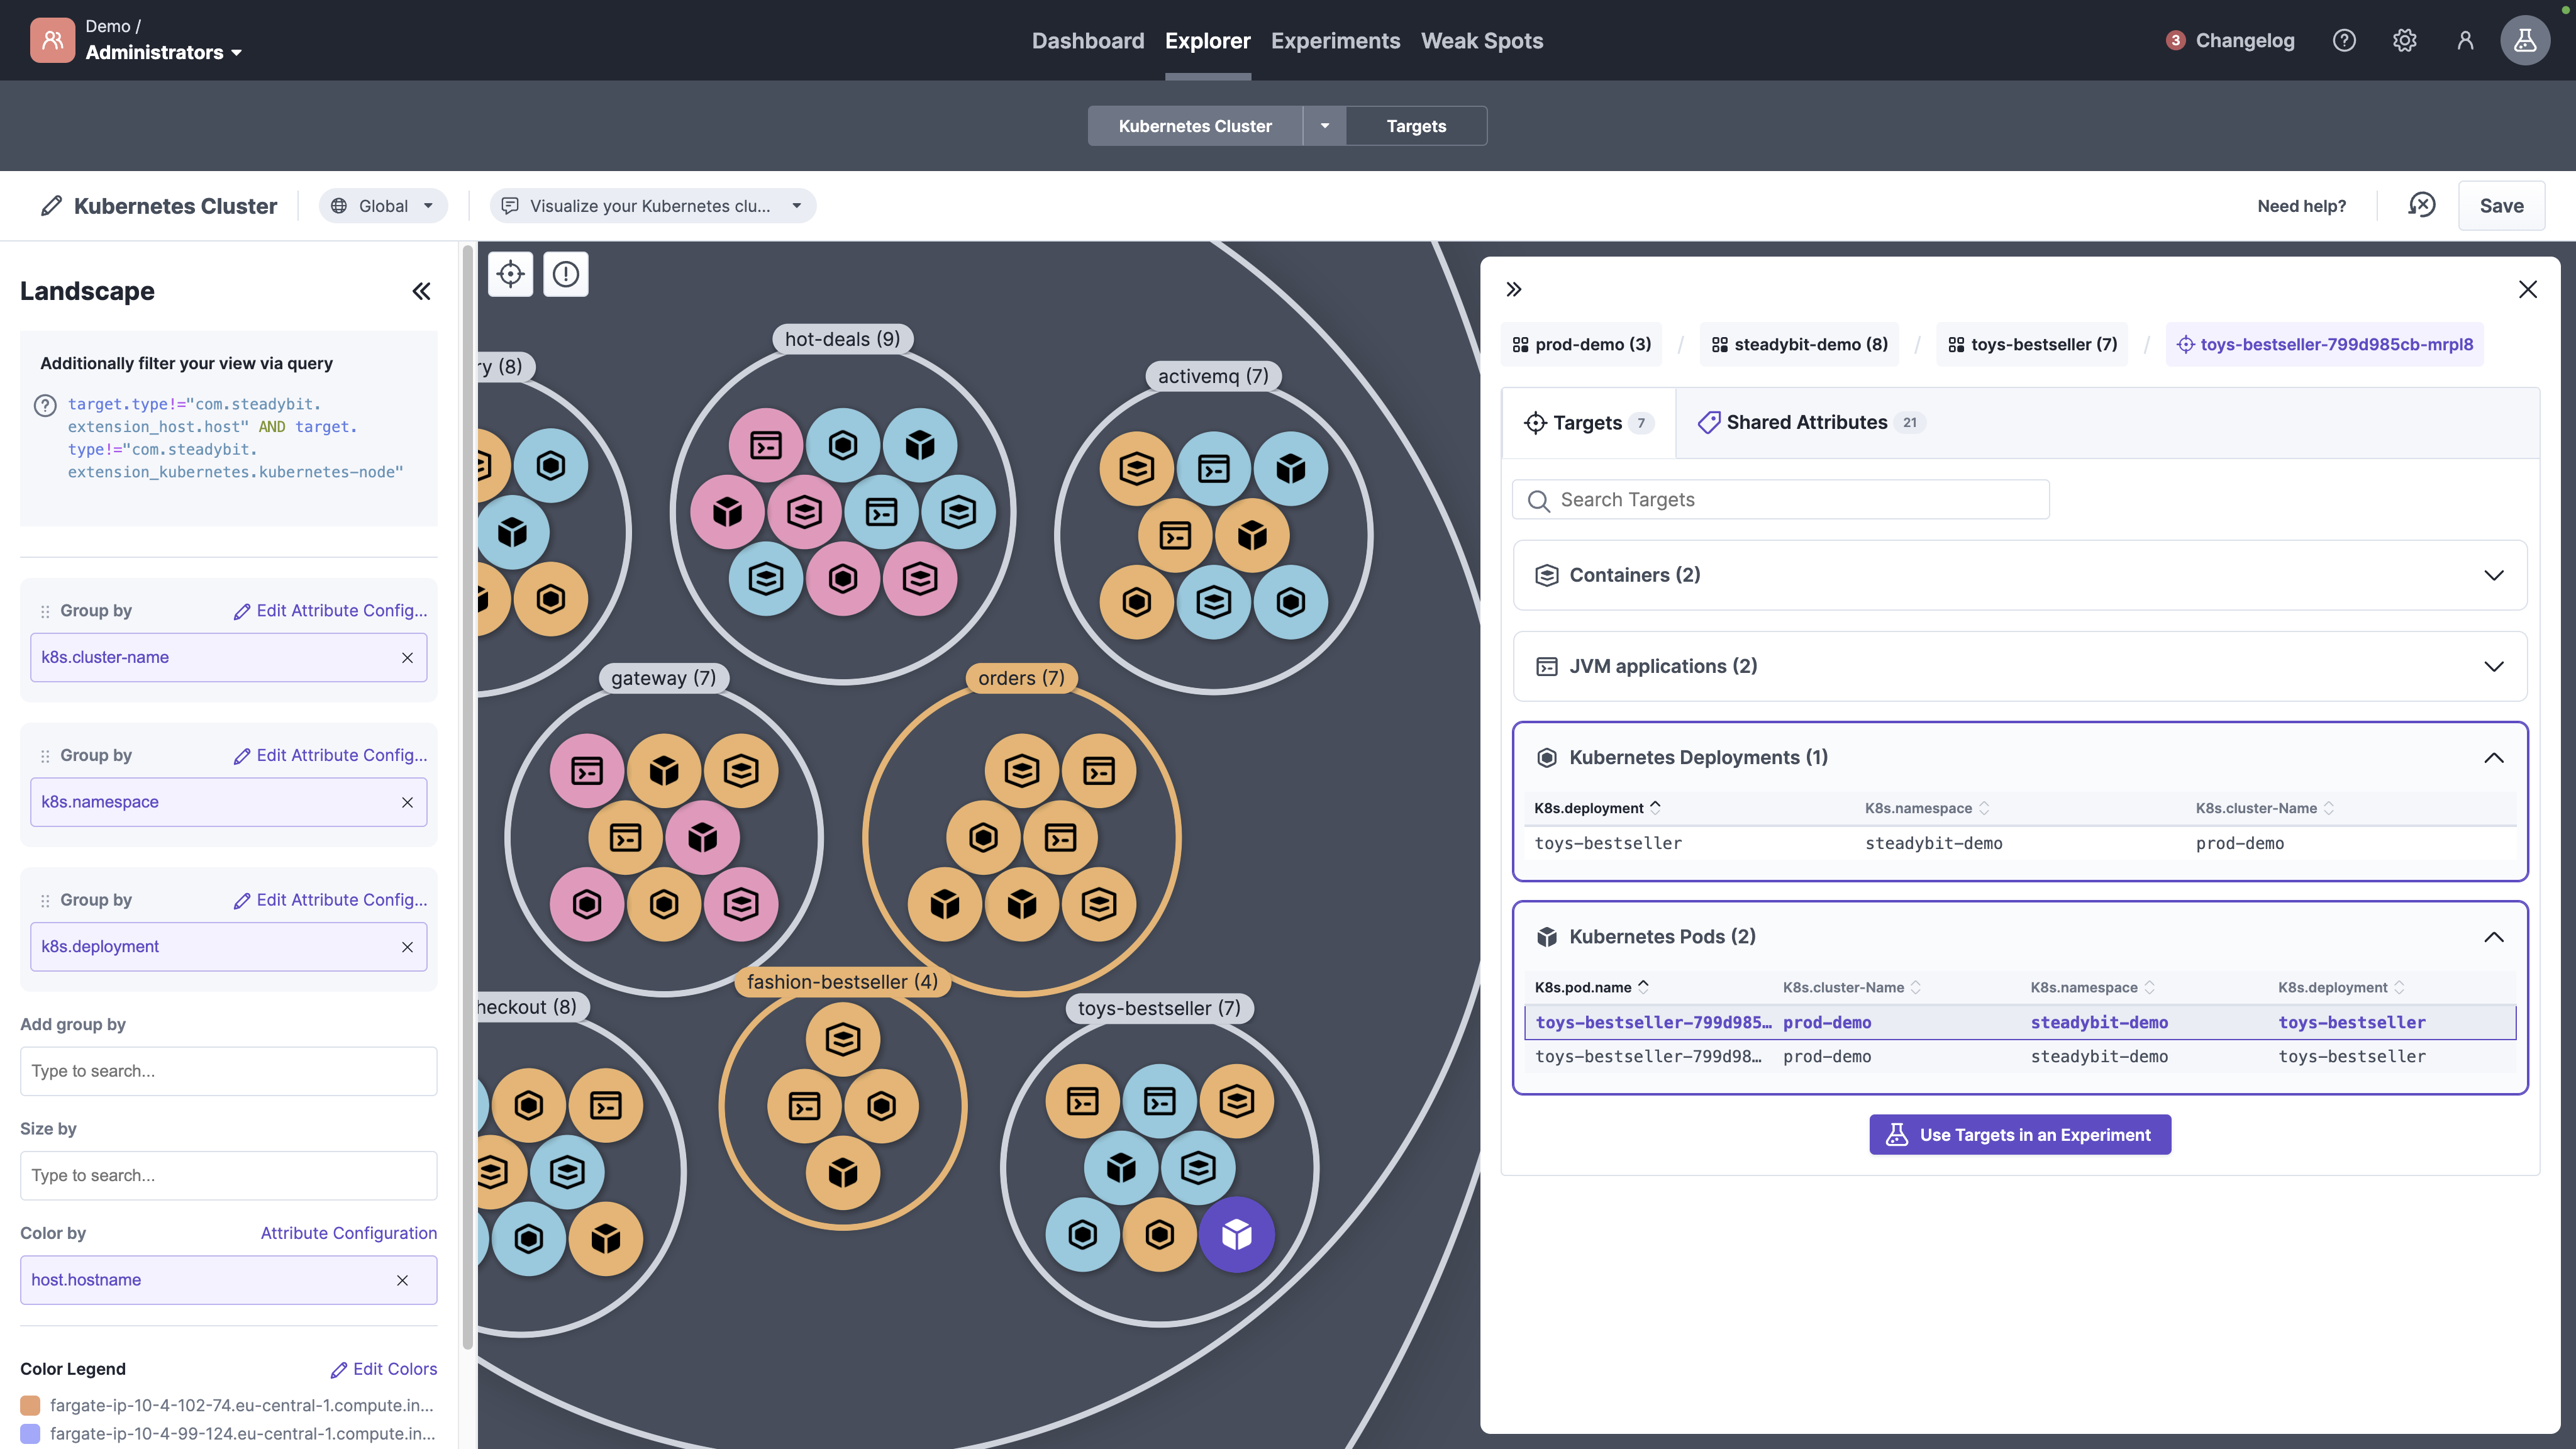 Demo /
Administrators
Dashboard
Explorer
Experiments
Weak Spots
3
Changelog
Kubernetes Cluster
Targets
Kubernetes Cluster
Global
Visualize your Kubernetes clu...
Need help?
Save
Landscape
Additionally filter your view via query
target.type!="com.steadybit.
extension_host.host" AND target.
type!="com.steadybit.
extension_kubernetes.kubernetes-node"
Group by
Edit Attribute Config...
k8s.cluster-name
Group by
Edit Attribute Config...
k8s.namespace
Group by
Edit Attribute Config...
k8s.deployment
Add group by
Type to search...
Size by
Type to search...
Color by
Attribute Configuration
host.hostname
Color Legend
Edit Colors
fargate-ip-10-4-102-74.eu-central-1.compute.in...
fargate-ip-10-4-99-124.eu-central-1.compute.in...
ry (8)
hot-deals (9)
activemq (7)
gateway (7)
orders (7)
heckout (8)
fashion-bestseller (4)
toys-bestseller (7)
prod-demo (3)
/
steadybit-demo (8)
/
toys-bestseller (7)
/
toys-bestseller-799d985cb-mrpl8
Targets 7
Shared Attributes 21
Search Targets
Containers (2)
JVM applications (2)
Kubernetes Deployments (1)
K8s.deployment
K8s.namespace
K8s.cluster-Name
toys-bestseller
steadybit-demo
prod-demo
Kubernetes Pods (2)
K8s.pod.name
K8s.cluster-Name
K8s.namespace
K8s.deployment
toys-bestseller-799d985…
prod-demo
steadybit-demo
toys-bestseller
toys-bestseller-799d98…
prod-demo
steadybit-demo
toys-bestseller
Use Targets in an Experiment